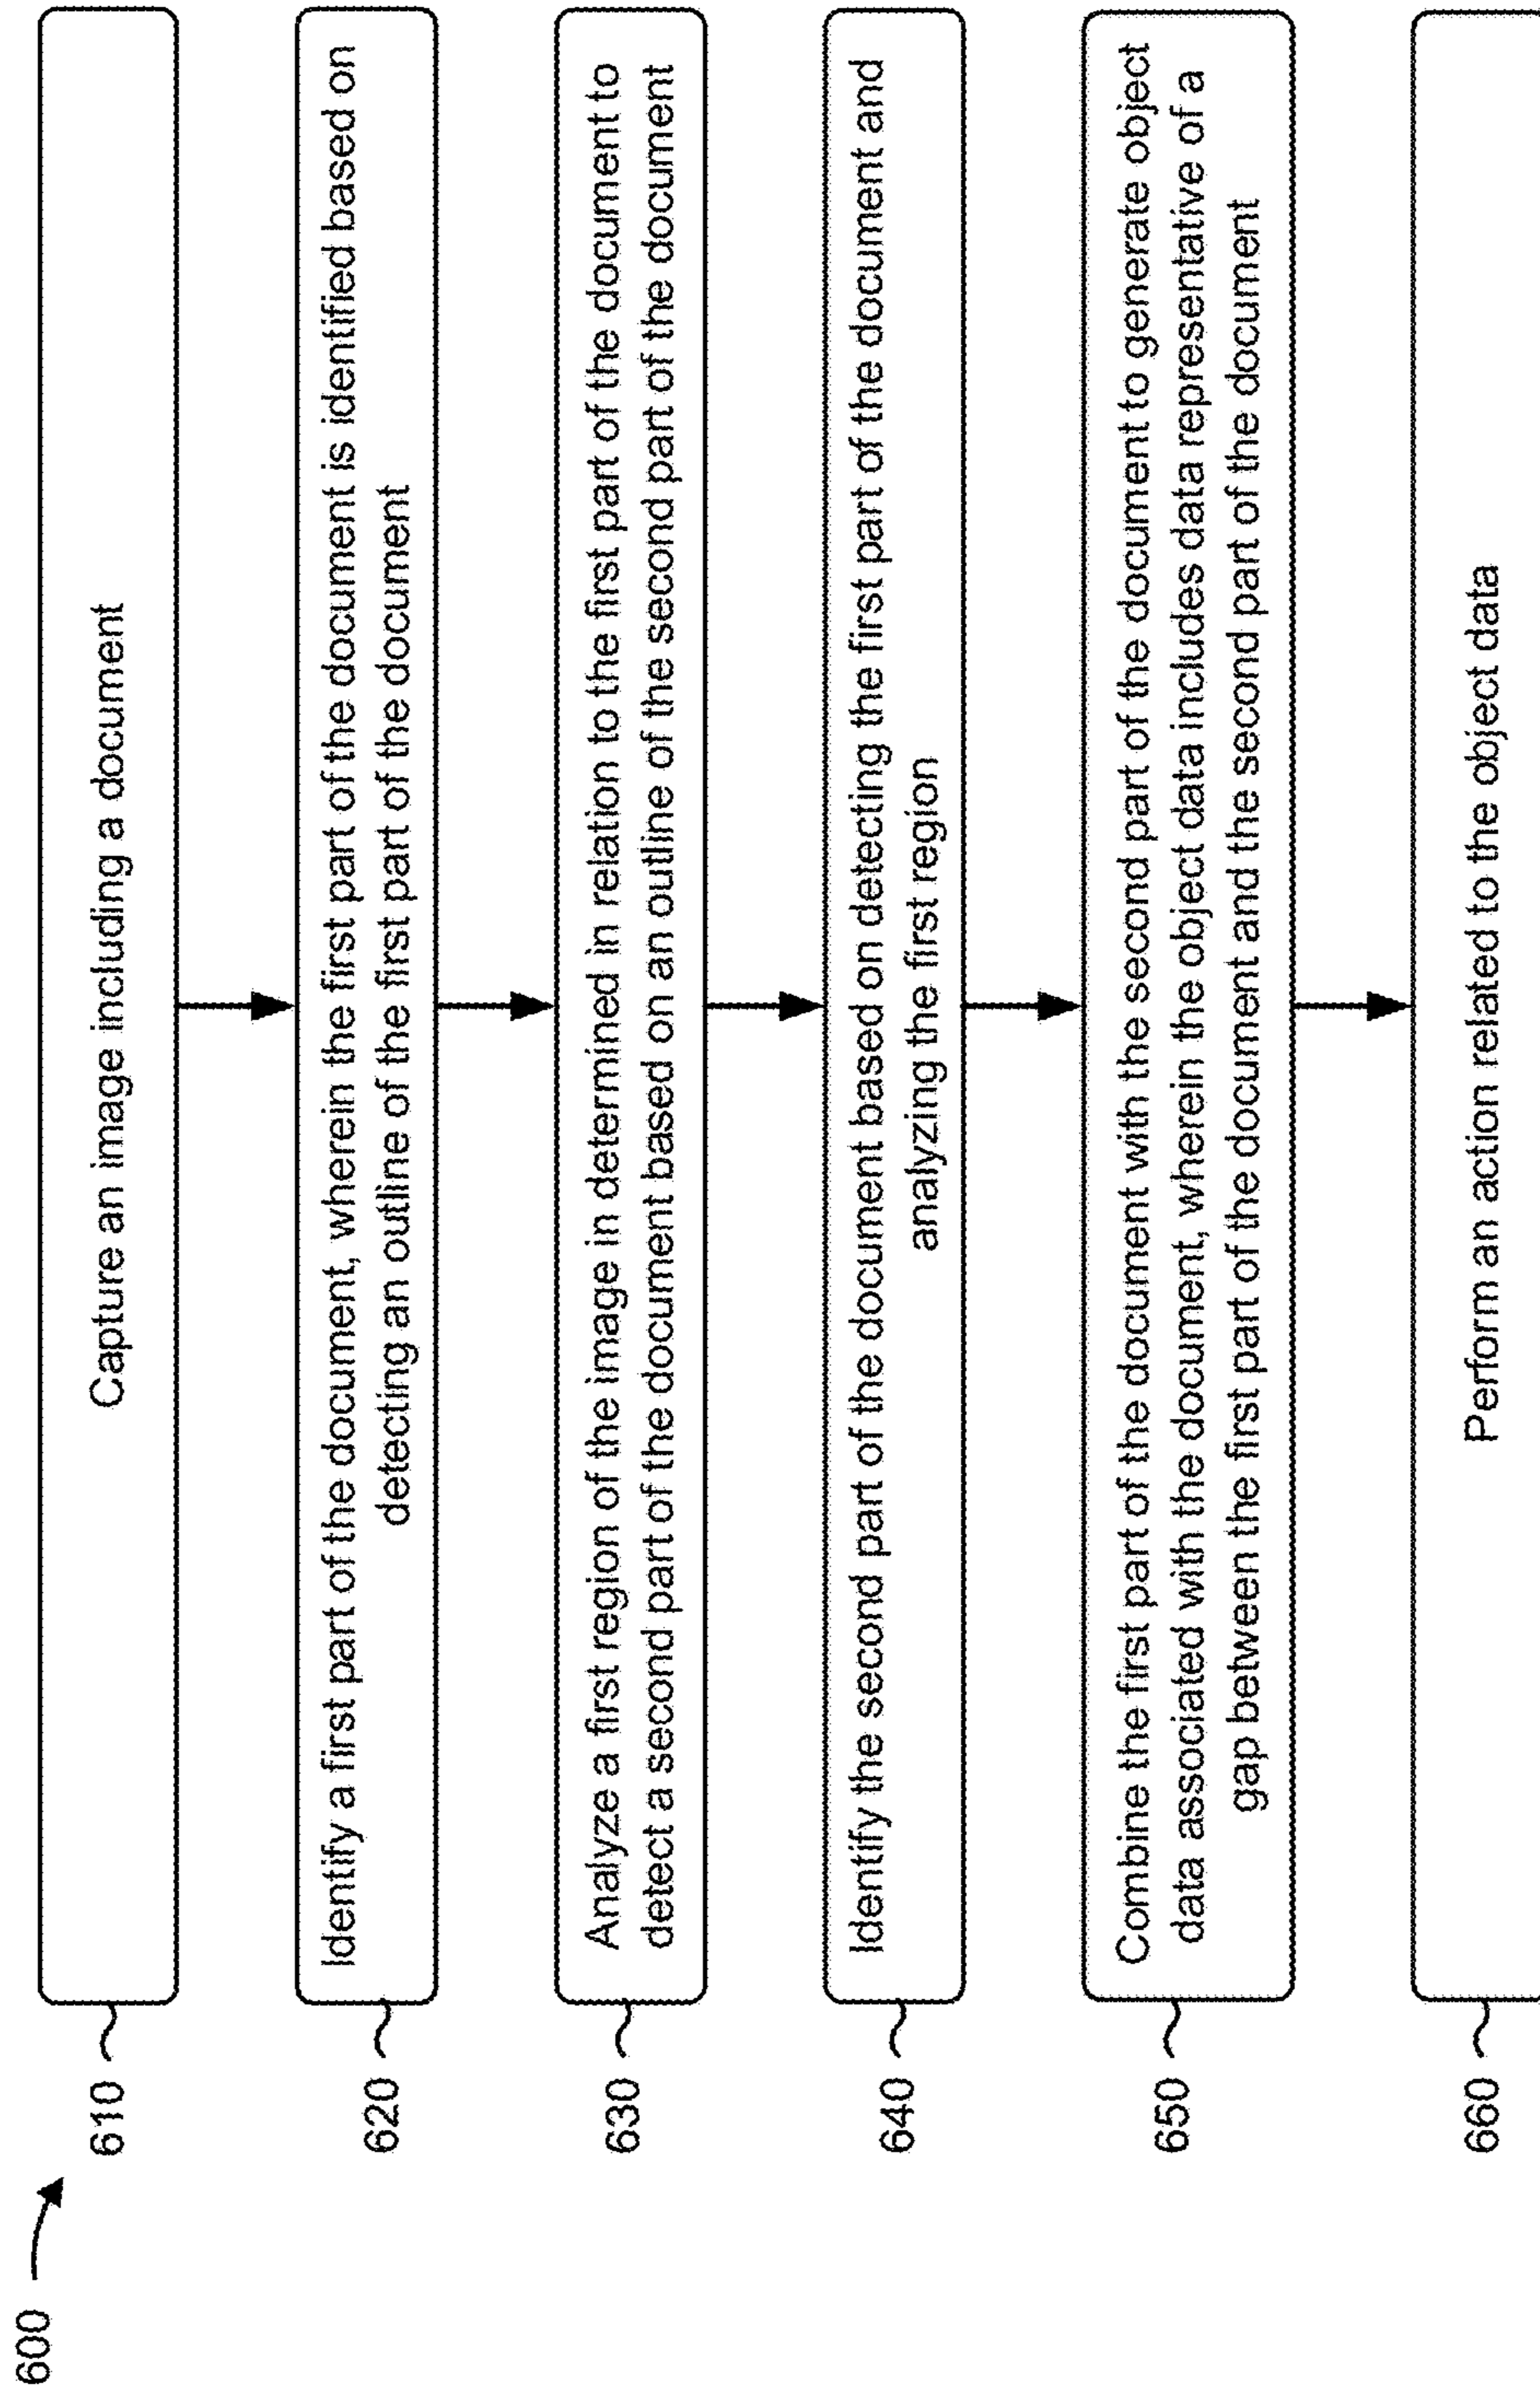 600
610
Capture an image including a document
620
Identify a first part of the document, wherein the first part of the document is identified based on
detecting an outline of the first part of the document
630
Analyze a first region of the image in determined in relation to the first part of the document to
detect a second part of the document based on an outline of the second part of the document
640
Identify the second part of the document based on detecting the first part of the document and
analyzing the first region
650
Combine the first part of the document with the second part of the document to generate object
data associated with the document, wherein the object data includes data representative of a
gap between the first part of the document and the second part of the document
660
Perform an action related to the object data